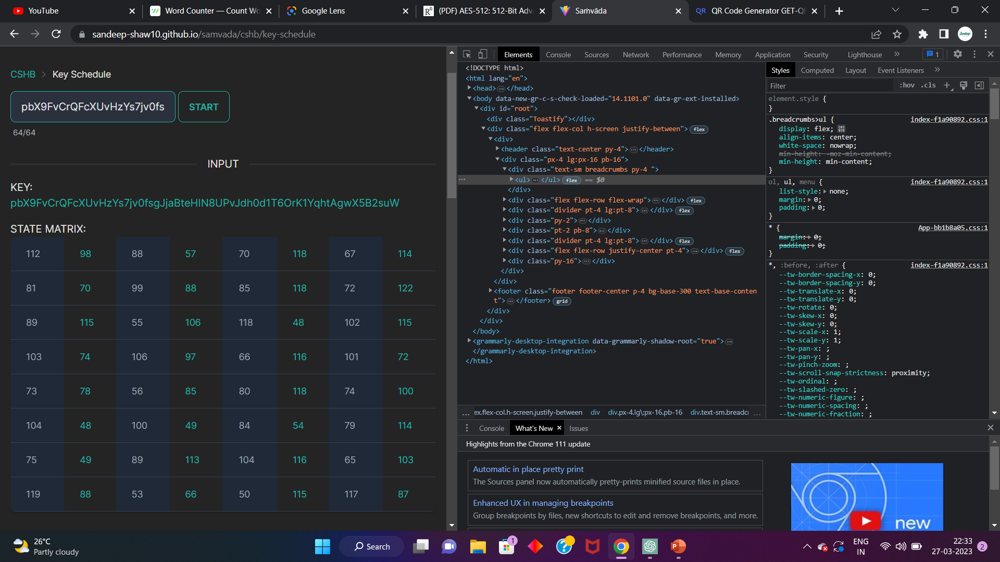 YouTube
Word Counter — Count Wo
Google Lens
(PDF) AES-512: 512-Bit Adva
Saṁvāda
QR Code Generator GET-QR
sandeep-shaw10.github.io/samvada/cshb/key-schedule
CSHB > Key Schedule
pbX9FvCrQFcXUvHzYs7jv0fs
START
64/64
INPUT
KEY:
pbX9FvCrQFcXUvHzYs7jv0fsgJjaBteHIN8UPvJdh0d1T6OrK1YqhtAgwX5B2suW
STATE MATRIX:
112 98 88 57 70 118 67 114
81 70 99 88 85 118 72 122
89 115 55 106 118 48 102 115
103 74 106 97 66 116 101 72
73 78 56 85 80 118 74 100
104 48 100 49 84 54 79 114
75 49 89 113 104 116 65 103
119 88 53 66 50 115 117 87
Elements Console Sources Network Performance Memory Application Security Lighthouse » 1
<!DOCTYPE html>
<html lang="en">
<head>…</head>
<body data-new-gr-c-s-check-loaded="14.1101.0" data-gr-ext-installed>
<div id="root">
<div class="Toastify"></div>
<div class="flex flex-col h-screen justify-between"> flex
<div>
<header class="text-center py-4">…</header>
<div class="px-4 lg:px-16 pb-16">
<div class="text-sm breadcrumbs py-4 ">
… <ul>…</ul> flex == $0
</div>
<div class="flex flex-row flex-wrap">…</div> flex
<div class="divider pt-4 lg:pt-8">…</div> flex
<div class="py-2">…</div>
<div class="pt-2 pb-8">…</div>
<div class="divider pt-4 lg:pt-8">…</div> flex
<div class="flex flex-row justify-center pt-4">…</div> flex
<div class="py-16">…</div>
</div>
</div>
<footer class="footer footer-center p-4 bg-base-300 text-base-conten
t">…</footer> grid
</div>
</div>
</body>
<grammarly-desktop-integration data-grammarly-shadow-root="true">…
</grammarly-desktop-integration>
</html>
… ex.flex-col.h-screen.justify-between div div.px-4.lg\:px-16.pb-16 div.text-sm.breadcr …
Styles Computed Layout Event Listeners »
Filter :hov .cls +
element.style {
}
.breadcrumbs>ul { index-f1a90892.css:1
display: flex;
align-items: center;
white-space: nowrap;
min-height: -moz-min-content;
min-height: min-content;
}
ol, ul, menu { index-f1a90892.css:1
list-style: none;
margin: 0;
padding: 0;
}
* { App-bb1b8a05.css:1
margin: 0;
padding: 0;
}
*, :before, :after { index-f1a90892.css:1
--tw-border-spacing-x: 0;
--tw-border-spacing-y: 0;
--tw-translate-x: 0;
--tw-translate-y: 0;
--tw-rotate: 0;
--tw-skew-x: 0;
--tw-skew-y: 0;
--tw-scale-x: 1;
--tw-scale-y: 1;
--tw-pan-x: ;
--tw-pan-y: ;
--tw-pinch-zoom: ;
--tw-scroll-snap-strictness: proximity;
--tw-ordinal: ;
--tw-slashed-zero: ;
--tw-numeric-figure: ;
--tw-numeric-spacing: ;
--tw-numeric-fraction: ;
Console What's New Issues
Highlights from the Chrome 111 update
Automatic in place pretty print
The Sources panel now automatically pretty-prints minified source files in place.
Enhanced UX in managing breakpoints
Group breakpoints by files, new shortcuts to edit and remove breakpoints, and more.
new
26°C
Partly cloudy
Search
1
ENG
IN
22:33
27-03-2023
2